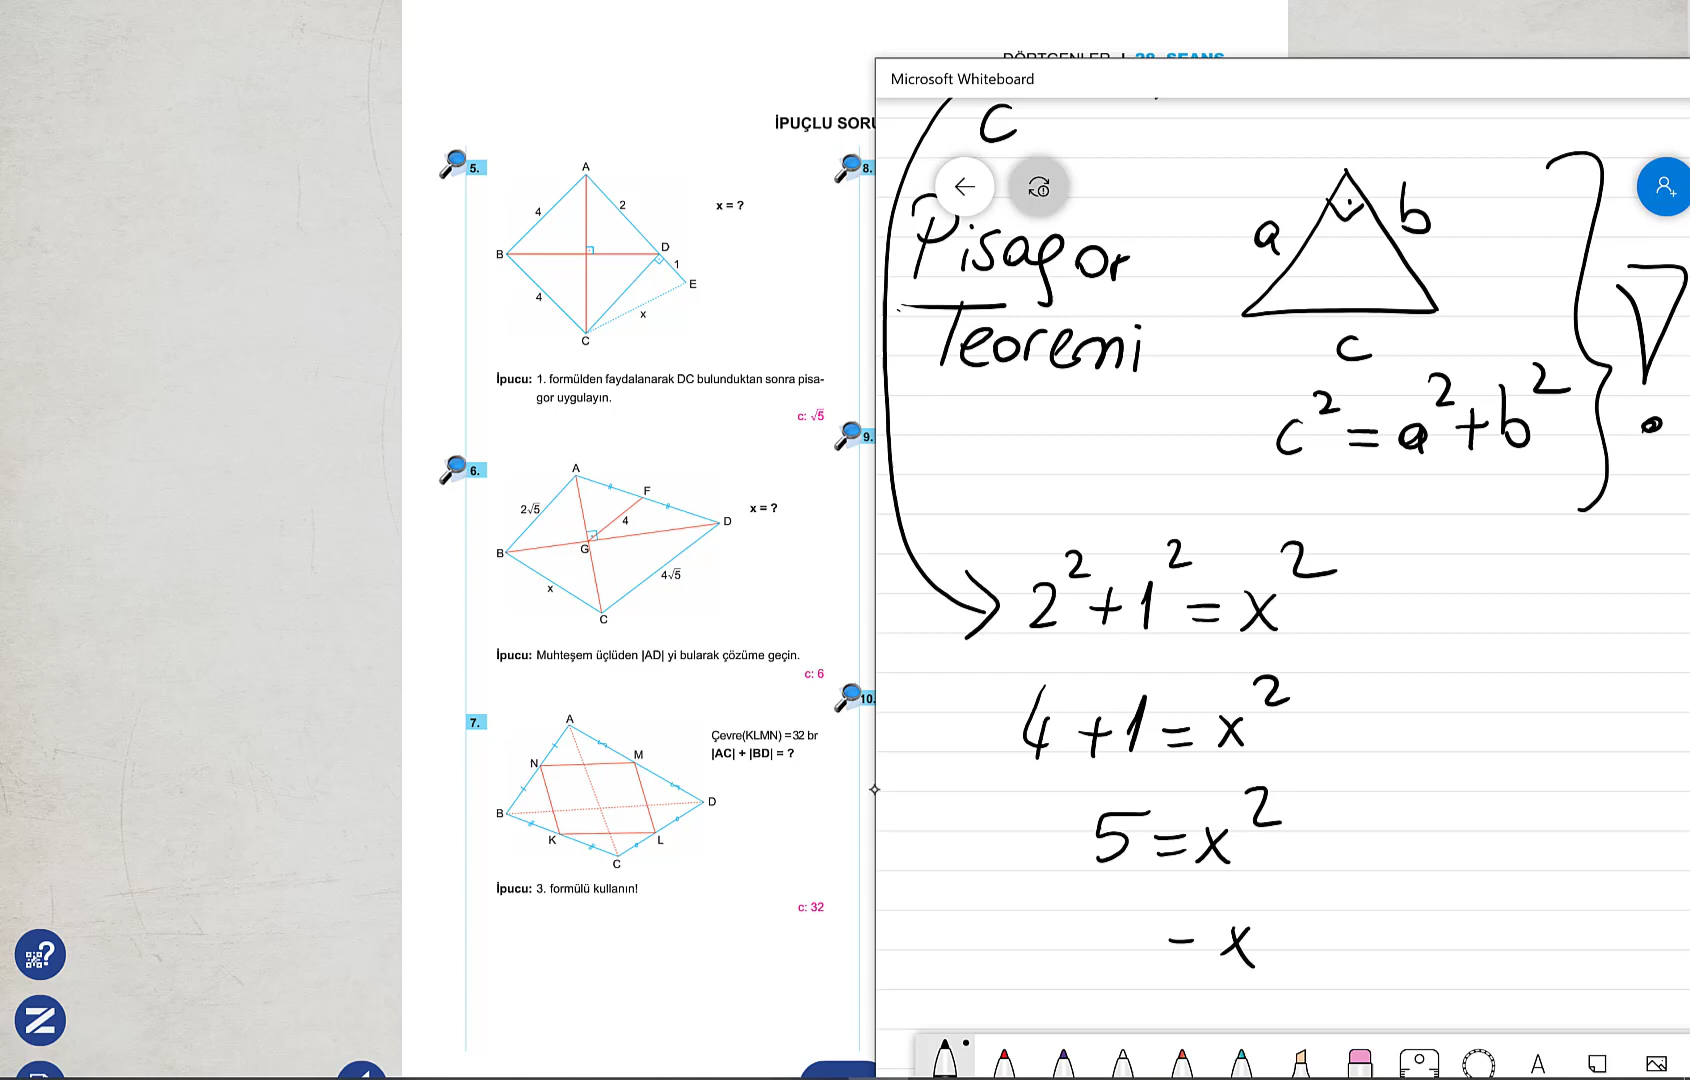 DÖRTGENLER | 28. SEANS
İPUÇLU SORU
5.
A
4
2
x = ?
B
D
1
E
4
x
C
İpucu: 1. formülden faydalanarak DC bulunduktan sonra pisa-
gor uygulayın.
c: √5
6.
A
F
2√5
4
x = ?
D
B
G
4√5
x
C
İpucu: Muhteşem üçlüden |AD| yi bularak çözüme geçin.
c: 6
7.
A
Çevre(KLMN) =32 br
|AC| + |BD| = ?
N
M
D
B
K
L
C
İpucu: 3. formülü kullanın!
c: 32
8.
9.
10.
Microsoft Whiteboard
c
Pisagor
Teoremi
a
b
c
c² = a² + b²
2² + 1² = x²
4 + 1 = x²
5 = x²
- x